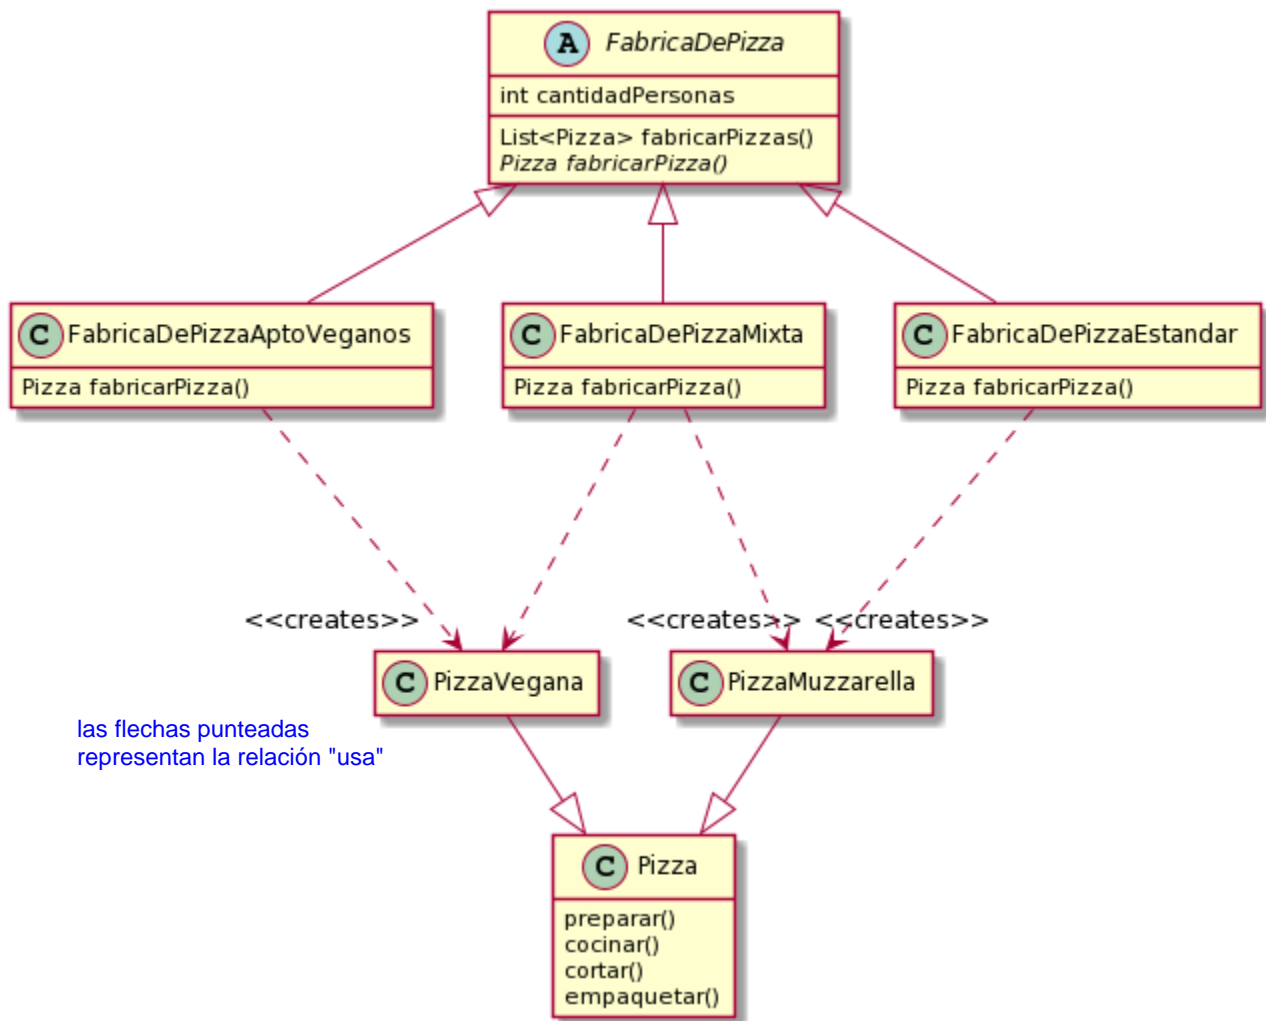 A FabricaDePizza
int cantidadPersonas
List<Pizza> fabricarPizzas()
Pizza fabricarPizza()
C FabricaDePizzaAptoVeganos
Pizza fabricarPizza()
C FabricaDePizzaMixta
Pizza fabricarPizza()
C FabricaDePizzaEstandar
Pizza fabricarPizza()
<<creates>>
<<creates>>
<<creates>>
C PizzaVegana
C PizzaMuzzarella
las flechas punteadas
representan la relación "usa"
C Pizza
preparar()
cocinar()
cortar()
empaquetar()